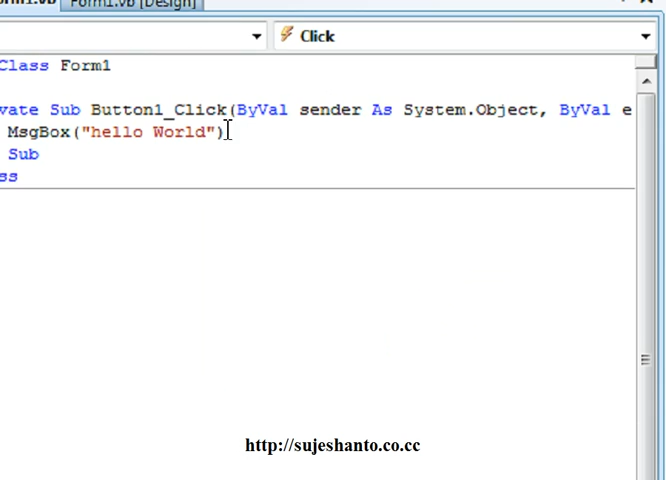 Form1.vb Form1.vb [Design]
Click
Class Form1
vate Sub Button1_Click(ByVal sender As System.Object, ByVal e
MsgBox("hello World")
Sub
ss
http://sujeshanto.co.cc